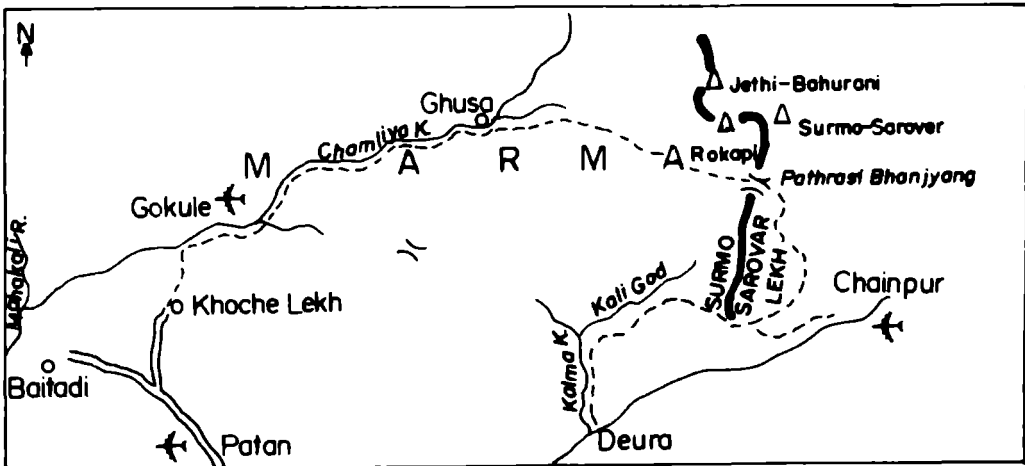 N
Jethi-Bahurani
Ghusa
Surma-Sarover
Chamliya K.
M A R M A
Rokapi
Pathrasi Bhanjyang
Gokule
Mahakali R.
SURMO
SAROVAR
LEKH
Kali Gad
Chainpur
Khoche Lekh
Kalma K.
Baitadi
Patan
Deura